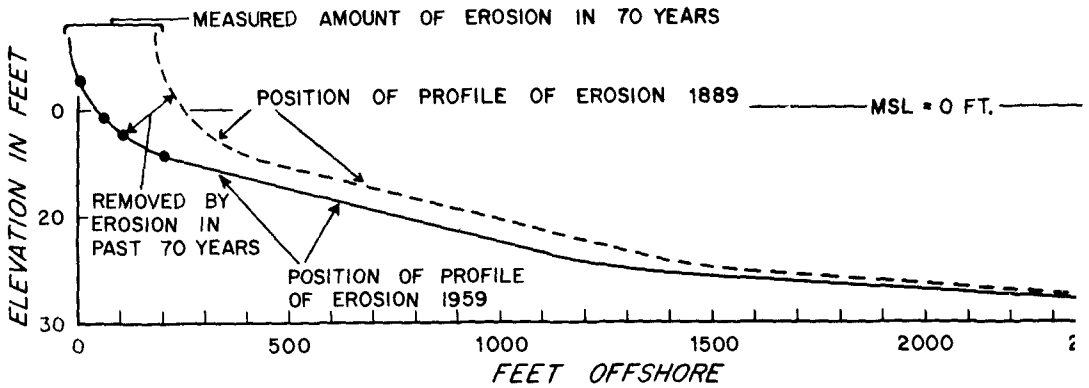 MEASURED AMOUNT OF EROSION IN 70 YEARS
POSITION OF PROFILE OF EROSION 1889
MSL = 0 FT.
ELEVATION IN FEET
0
20
30
REMOVED BY
EROSION IN
PAST 70 YEARS
POSITION OF PROFILE
OF EROSION 1959
0 500 1000 1500 2000 2
FEET OFFSHORE